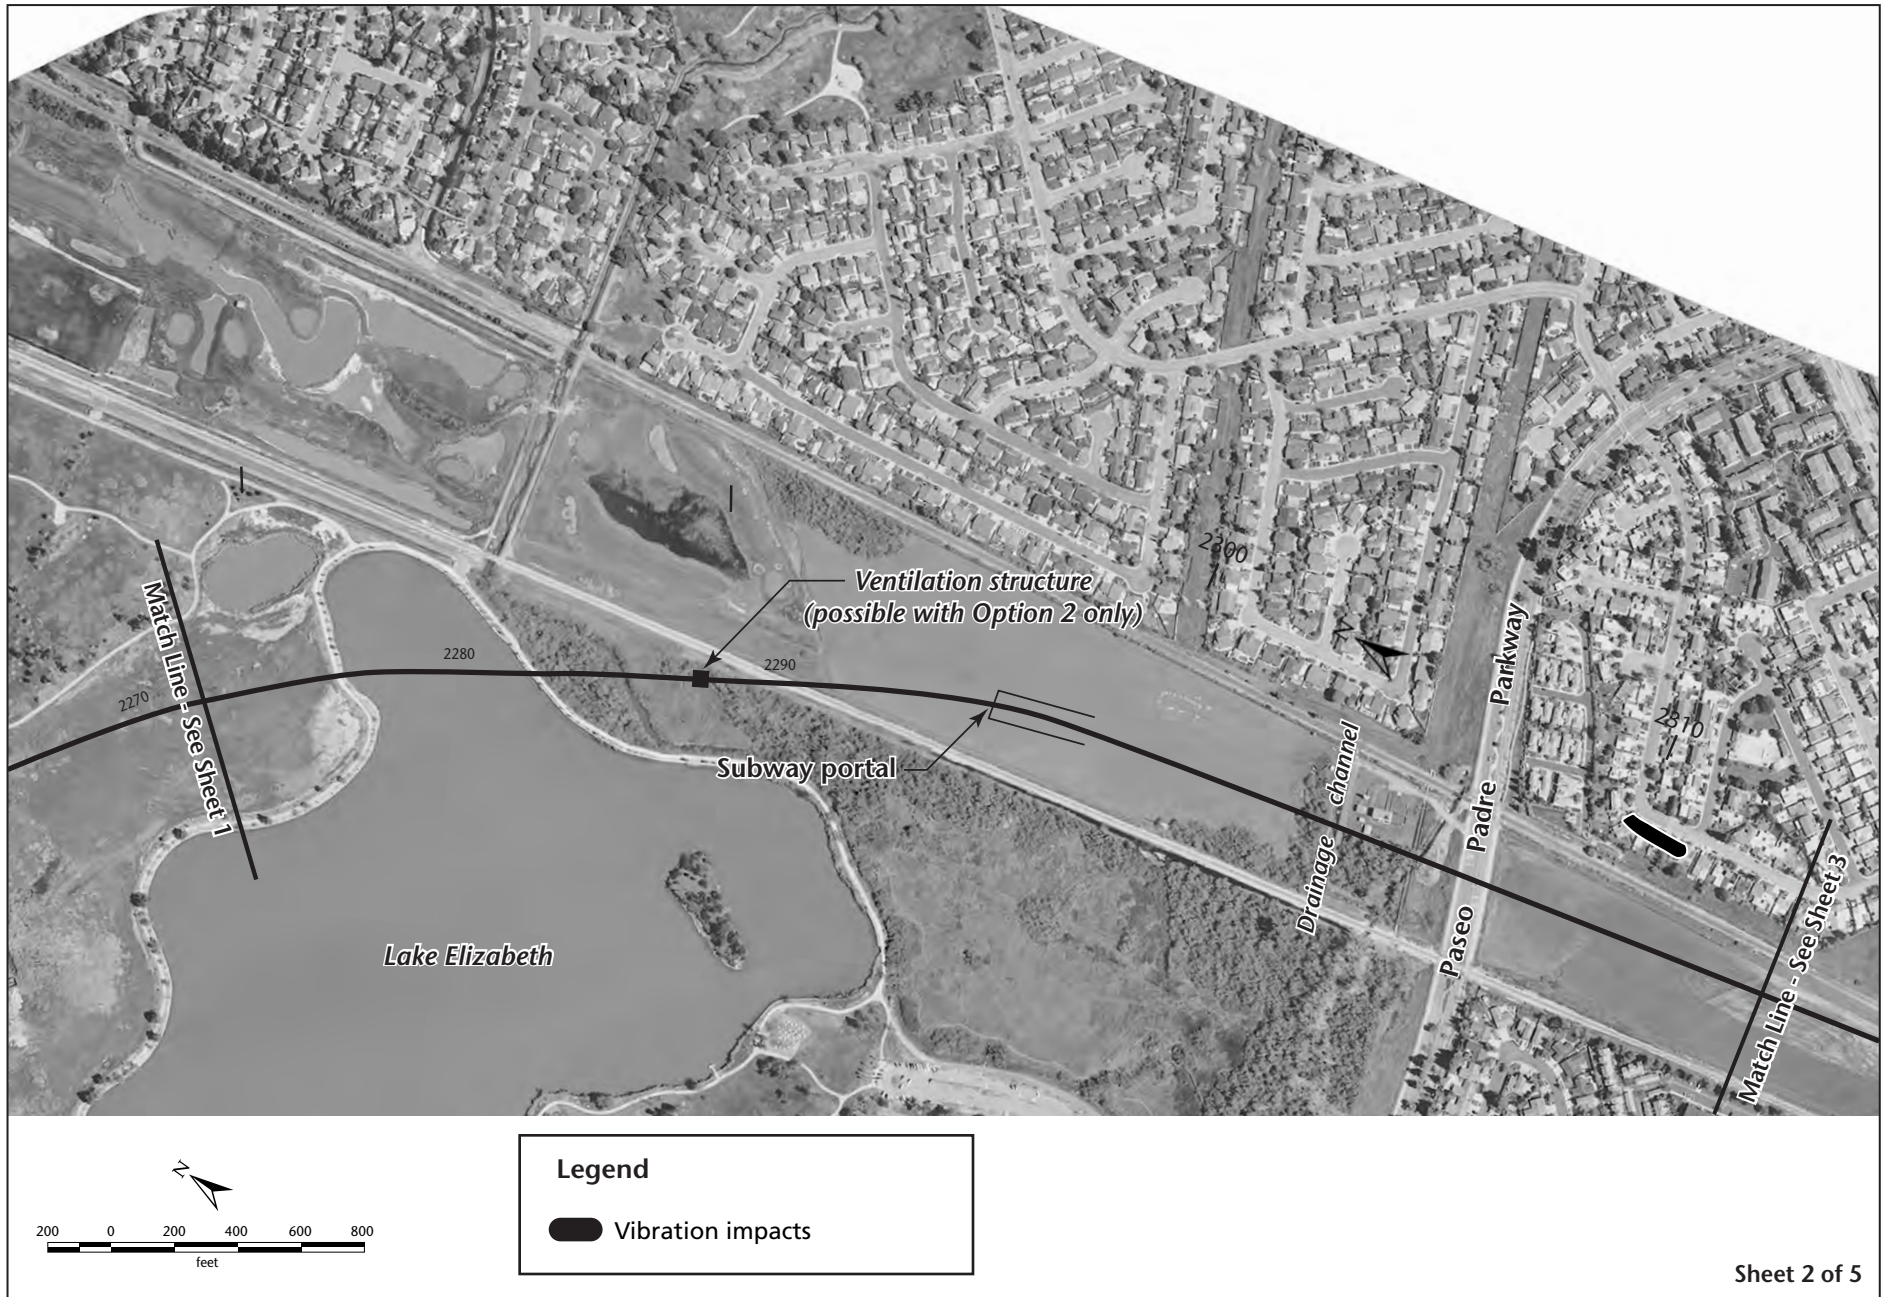 2300
Ventilation structure
(possible with Option 2 only)
N
Match Line - See Sheet 1
2280
2290
2270
Subway portal
Drainage channel
Paseo Padre Parkway
2310
Lake Elizabeth
Match Line - See Sheet 3
N
200 0 200 400 600 800
feet
Legend
Vibration impacts
Sheet 2 of 5